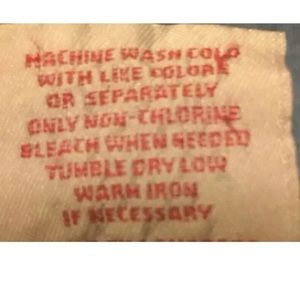 MACHINE WASH COLD
WITH LIKE COLORS
OR SEPARATELY
ONLY NON-CHLORINE
BLEACH WHEN NEEDED
TUMBLE DRY LOW
WARM IRON
IF NECESSARY